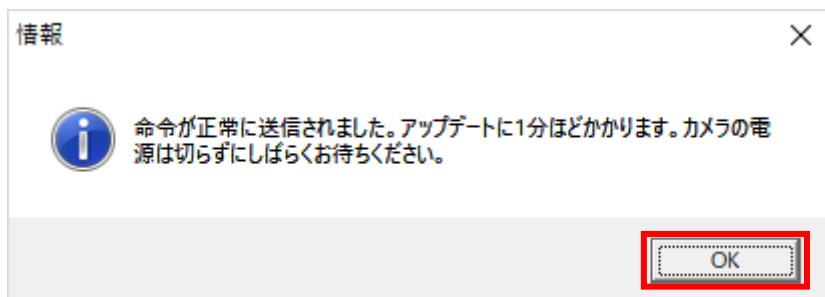 情報
命令が正常に送信されました。アップデートに1分ほどかかります。カメラの電
源は切らずにしばらくお待ちください。
OK